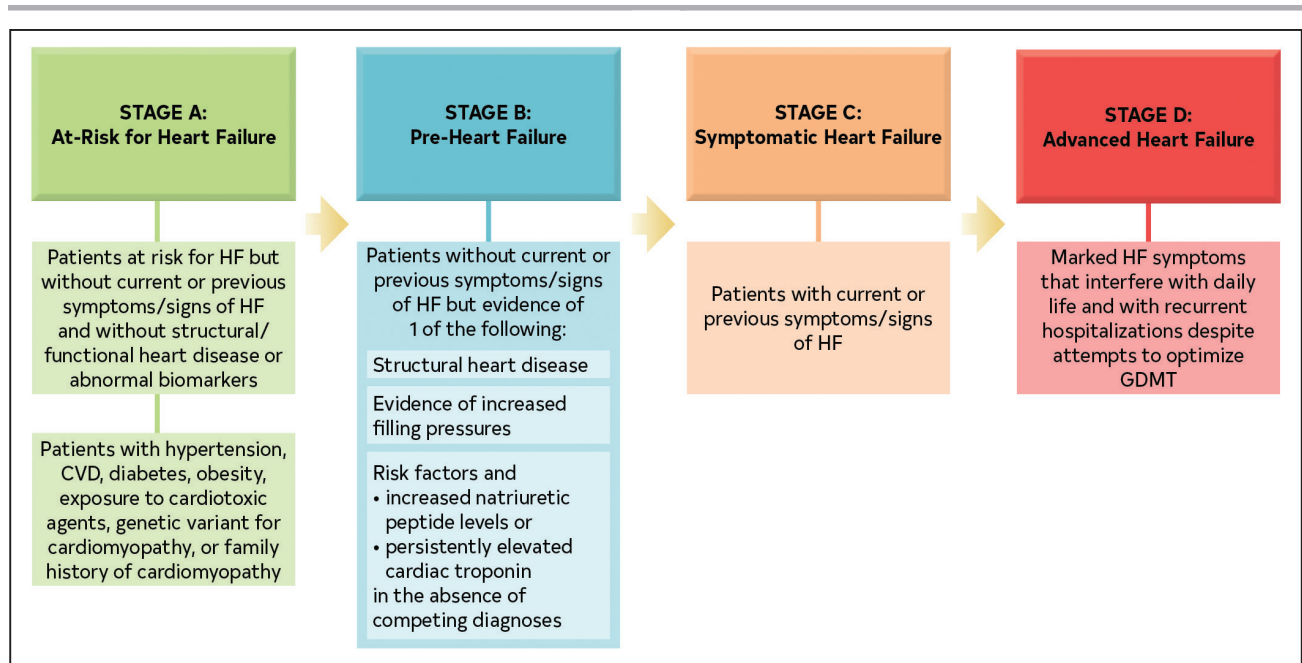 STAGE A:
At-Risk for Heart Failure
Patients at risk for HF but
without current or previous
symptoms/signs of HF
and without structural/
functional heart disease or
abnormal biomarkers
Patients with hypertension,
CVD, diabetes, obesity,
exposure to cardiotoxic
agents, genetic variant for
cardiomyopathy, or family
history of cardiomyopathy
STAGE B:
Pre-Heart Failure
Patients without current or
previous symptoms/signs
of HF but evidence of
1 of the following:
Structural heart disease
Evidence of increased
filling pressures
Risk factors and
• increased natriuretic
peptide levels or
• persistently elevated
cardiac troponin
in the absence of
competing diagnoses
STAGE C:
Symptomatic Heart Failure
Patients with current or
previous symptoms/signs
of HF
STAGE D:
Advanced Heart Failure
Marked HF symptoms
that interfere with daily
life and with recurrent
hospitalizations despite
attempts to optimize
GDMT